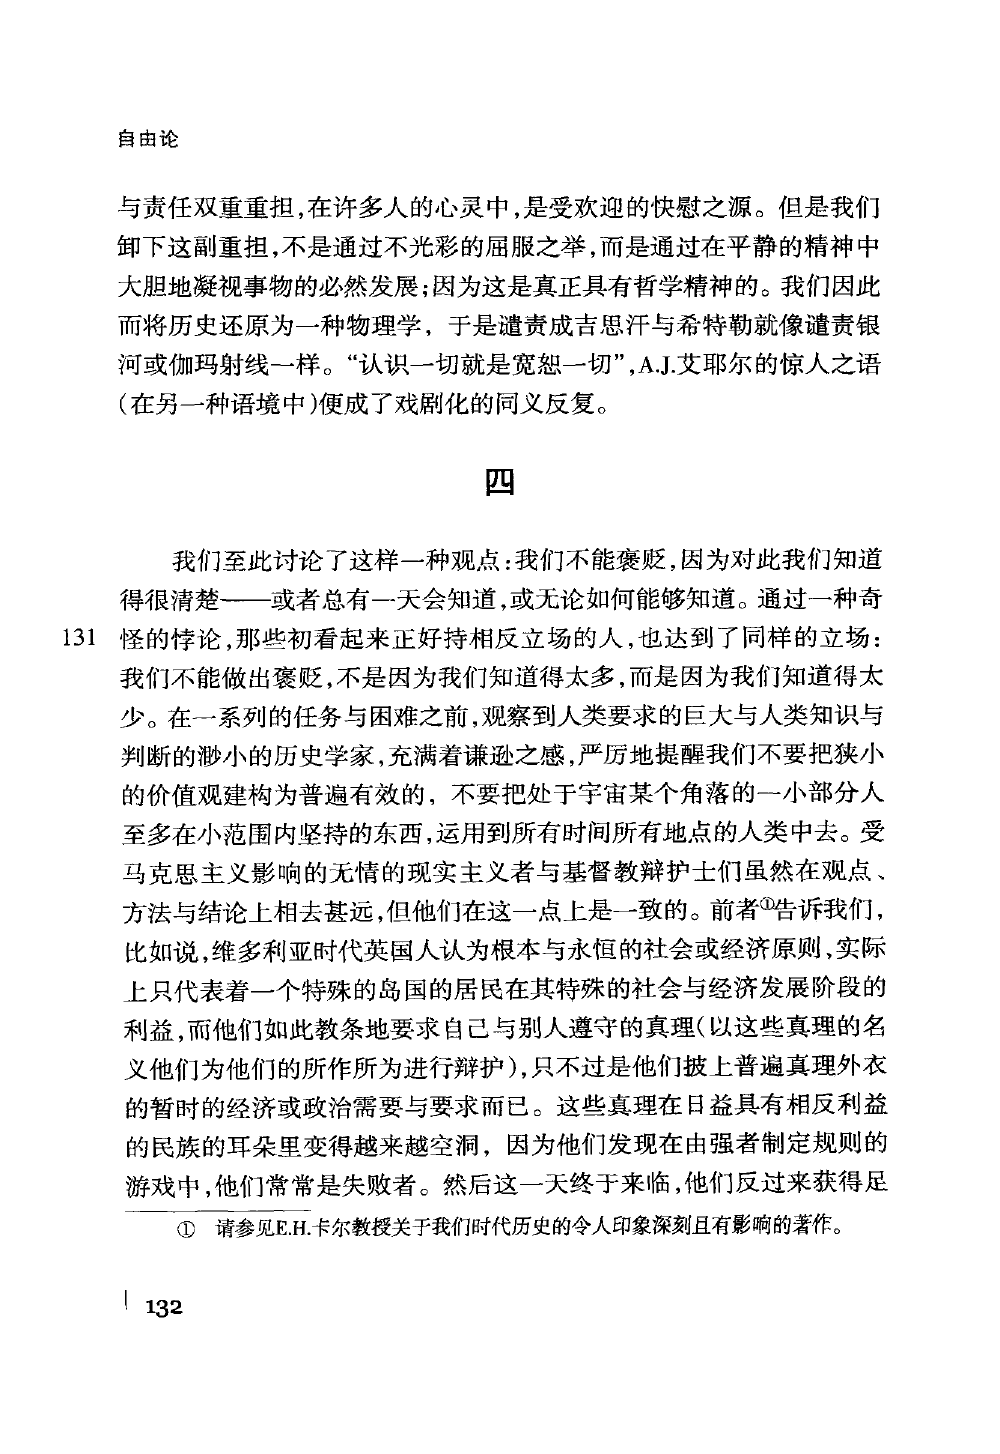 自由论
与责任双重重担,在许多人的心灵中,是受欢迎的快慰之源。但是我们
卸下这副重担,不是通过不光彩的屈服之举,而是通过在平静的精神中
大胆地凝视事物的必然发展;因为这是真正具有哲学精神的。我们因此
而将历史还原为一种物理学,于是谴责成吉思汗与希特勒就像谴责银
河或伽玛射线一样。“认识一切就是宽恕一切”,A.J.艾耶尔的惊人之语
(在另一种语境中)便成了戏剧化的同义反复。
四
我们至此讨论了这样一种观点:我们不能褒贬,因为对此我们知道
得很清楚——或者总有一天会知道,或无论如何能够知道。通过一种奇
131 怪的悖论,那些初看起来正好持相反立场的人,也达到了同样的立场:
我们不能做出褒贬,不是因为我们知道得太多,而是因为我们知道得太
少。在一系列的任务与困难之前,观察到人类要求的巨大与人类知识与
判断的渺小的历史学家,充满着谦逊之感,严厉地提醒我们不要把狭小
的价值观建构为普遍有效的,不要把处于宇宙某个角落的一小部分人
至多在小范围内坚持的东西,运用到所有时间所有地点的人类中去。受
马克思主义影响的无情的现实主义者与基督教辩护士们虽然在观点、
方法与结论上相去甚远,但他们在这一点上是一致的。前者①告诉我们,
比如说,维多利亚时代英国人认为根本与永恒的社会或经济原则,实际
上只代表着一个特殊的岛国的居民在其特殊的社会与经济发展阶段的
利益,而他们如此教条地要求自己与别人遵守的真理(以这些真理的名
义他们为他们的所作所为进行辩护),只不过是他们披上普遍真理外衣
的暂时的经济或政治需要与要求而已。这些真理在日益具有相反利益
的民族的耳朵里变得越来越空洞,因为他们发现在由强者制定规则的
游戏中,他们常常是失败者。然后这一天终于来临,他们反过来获得足
① 请参见E.H.卡尔教授关于我们时代历史的令人印象深刻且有影响的著作。
132